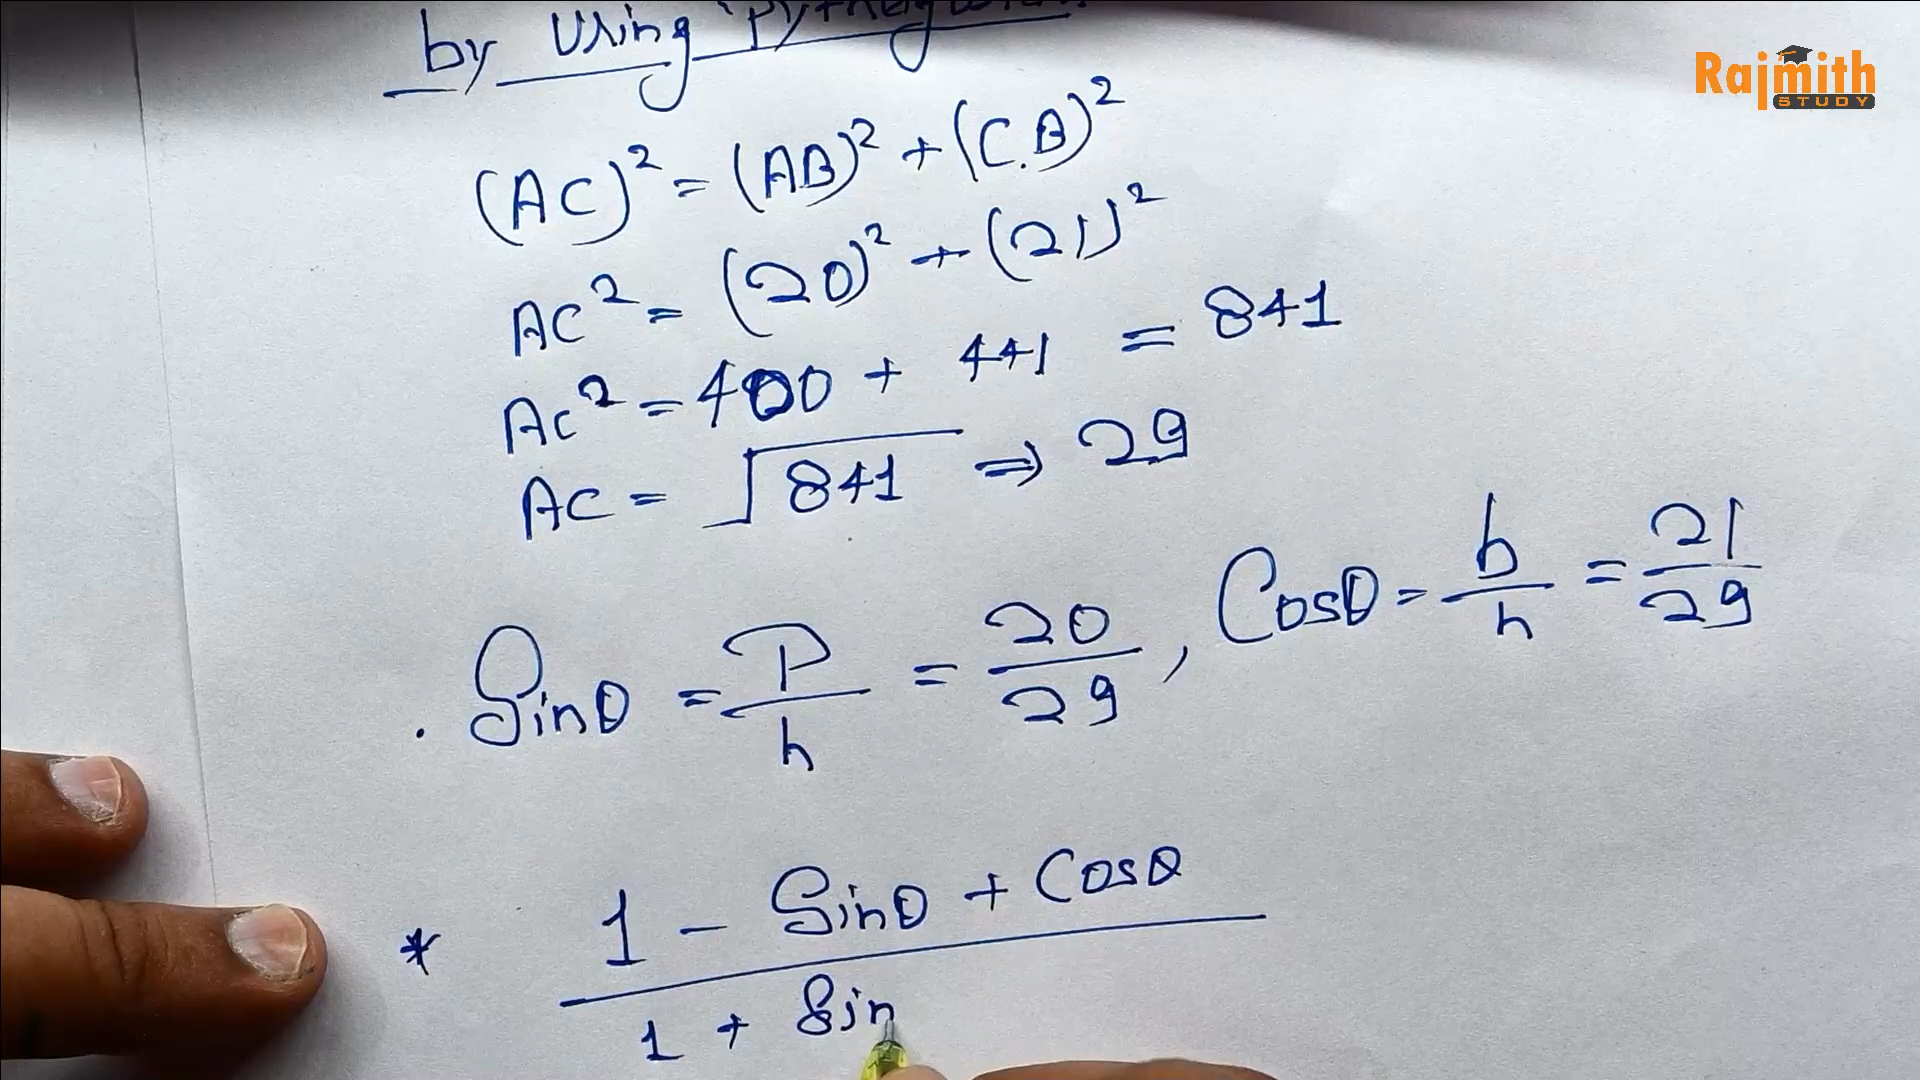 by Using Pythagoras
Rajmith
STUDY
(AC)² = (AB)² + (C.B)²
AC² = (20)² + (21)²
AC² = 400 + 441 = 841
AC = √841 ⇒ 29
Sinθ = P/h = 20/29, Cosθ = b/h = 21/29
* 1 - Sinθ + Cosθ
1 + Sin